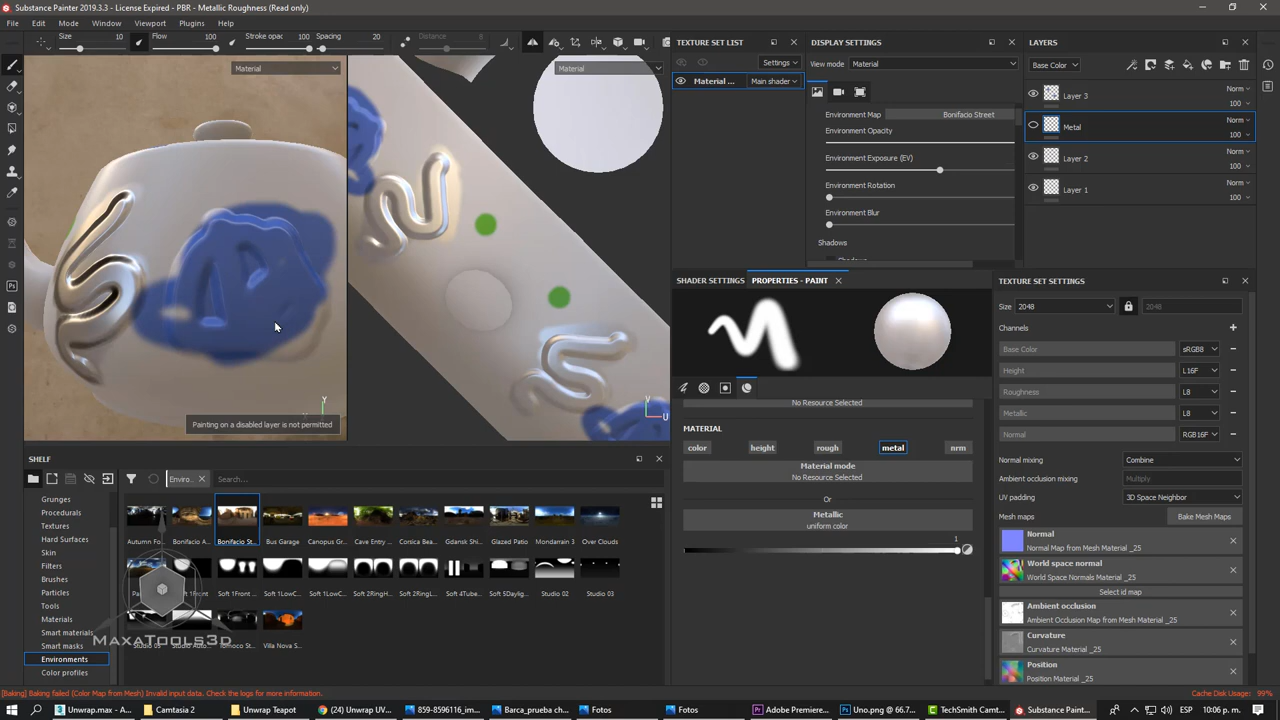 Substance Painter 2019.3.3 - License Expired - PBR - Metallic Roughness (Read only)
File Edit Mode Viewport Plugins Help
Size 10 Flow 100 Stroke opa.. 100 Spacing 20 Distance 8
Material
Material
TEXTURE SET LIST
Settings
Material ... Main shader
DISPLAY SETTINGS
View mode Material
Environment Map Bonifacio Street
Environment Opacity
Environment Exposure (EV)
Environment Rotation
Environment Blur
Shadows
LAYERS
Base Color
Layer 3 Norm 100
Metal Norm 100
Layer 2 Norm 100
Layer 1 Norm 100
Painting on a disabled layer is not permitted
SHADER SETTINGS PROPERTIES - PAINT
No Resource Selected
MATERIAL
color height rough metal nrm
Material mode
No Resource Selected
Or
Metallic
uniform color
1
TEXTURE SET SETTINGS
Size 2048 2048
Channels
Base Color sRGB8
Height L16F
Roughness L8
Metallic L8
Normal RGB16F
Normal mixing Combine
Ambient occlusion mixing Multiply
UV padding 3D Space Neighbor
Mesh maps Bake Mesh Maps
Normal
Normal Map from Mesh Material _25
World space normal
World Space Normals Material _25
Select id map
Ambient occlusion
Ambient Occlusion Map from Mesh Material _25
Curvature
Curvature Material _25
Position
Position Material _25
SHELF
Enviro... Search...
Grunges
Procedurals
Textures
Hard Surfaces
Skin
Filters
Brushes
Particles
Tools
Materials
Smart materials
Smart masks
Environments
Color profiles
Autumn Fo... Bonifacio A... Bonifacio St... Bus Garage Canopus Gr... Cave Entry ... Corsica Bea... Gdansk Shi... Glazed Patio Mondarrain 3 Over Clouds
Soft 1Front ... Soft 1LowC... Soft 2RingH... Soft 2RingL... Soft 3LowC... Soft 4Tube... Soft 5Daylig... Studio 02 Studio 03
Tomoco St... Villa Nova S...
MAXATOOLS3D
[Baking] Baking failed (Color Map from Mesh) Invalid input data. Check the logs for more information.
Cache Disk Usage: 99%
Unwrap.max - A... Camtasia 2 Unwrap Teapot (24) Unwrap UV... 859-8596116_im... Barca_prueba ch... Fotos Fotos Adobe Premiere... Uno.png @ 66.7... TechSmith Camt... Substance Paint... ESP 10:06 p. m.